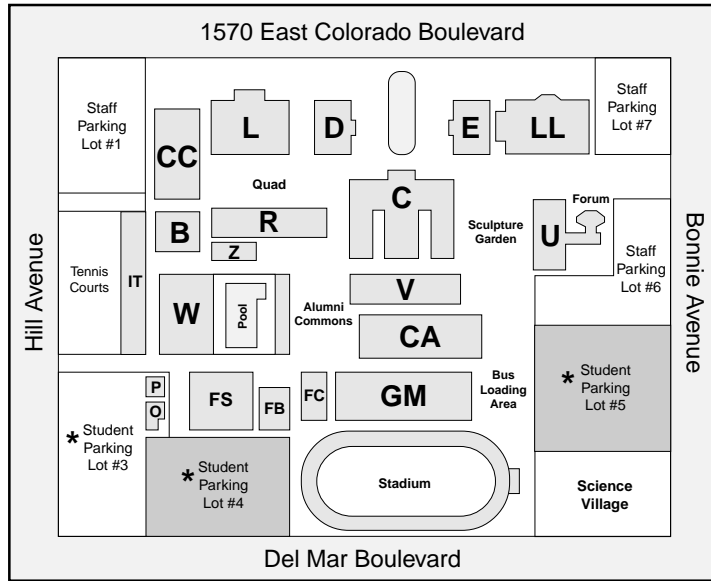 1570 East Colorado Boulevard
Staff
Parking
Lot #1
CC
L
D
E
LL
Staff
Parking
Lot #7
Quad
C
B
R
Z
Sculpture
Garden
Forum
U
Hill Avenue
Bonnie Avenue
Tennis
Courts
IT
W
Pool
Alumni
Commons
V
CA
Staff
Parking
Lot #6
P
O
FS
FB
FC
GM
Bus
Loading
Area
* Student
Parking
Lot #5
* Student
Parking
Lot #3
* Student
Parking
Lot #4
Stadium
Science
Village
Del Mar Boulevard